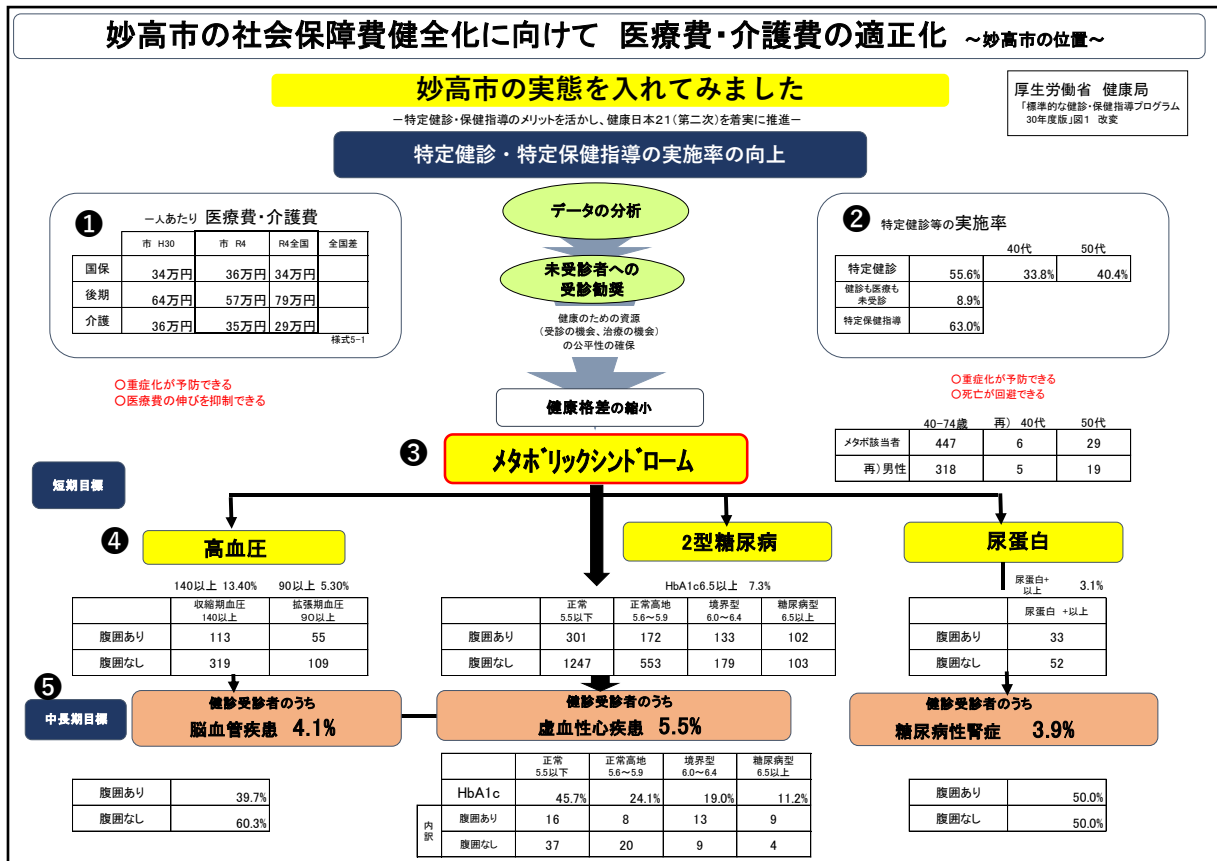 妙高市の社会保障費健全化に向けて 医療費・介護費の適正化 ～妙高市の位置～
妙高市の実態を入れてみました
厚生労働省 健康局
「標準的な健診・保健指導プログラム
30年度版」図1 改変
－特定健診・保健指導のメリットを活かし、健康日本21（第二次）を着実に推進－
特定健診・特定保健指導の実施率の向上
❶ 一人あたり 医療費・介護費
市 H30 市 R4 R4全国 全国差
国保 34万円 36万円 34万円
後期 64万円 57万円 79万円
介護 36万円 35万円 29万円
様式5-1
○重症化が予防できる
○医療費の伸びを抑制できる
データの分析
未受診者への
受診勧奨
健康のための資源
（受診の機会、治療の機会）
の公平性の確保
健康格差の縮小
❷ 特定健診等の実施率
40代 50代
特定健診 55.6% 33.8% 40.4%
健診も医療も
未受診 8.9%
特定保健指導 63.0%
○重症化が予防できる
○死亡が回避できる
40-74歳 再） 40代 50代
メタボ該当者 447 6 29
再）男性 318 5 19
❸ メタボリックシンドローム
短期目標
❹ 高血圧
2型糖尿病
尿蛋白
140以上 13.40% 90以上 5.30%
収縮期血圧
140以上
拡張期血圧
90以上
腹囲あり 113 55
腹囲なし 319 109
HbA1c6.5以上 7.3%
正常
5.5以下
正常高地
5.6～5.9
境界型
6.0～6.4
糖尿病型
6.5以上
腹囲あり 301 172 133 102
腹囲なし 1247 553 179 103
尿蛋白+
以上
3.1%
尿蛋白 +以上
腹囲あり 33
腹囲なし 52
❺
中長期目標
健診受診者のうち
脳血管疾患 4.1%
健診受診者のうち
虚血性心疾患 5.5%
健診受診者のうち
糖尿病性腎症 3.9%
腹囲あり 39.7%
腹囲なし 60.3%
正常
5.5以下
正常高地
5.6～5.9
境界型
6.0～6.4
糖尿病型
6.5以上
HbA1c 45.7% 24.1% 19.0% 11.2%
内訳
腹囲あり 16 8 13 9
腹囲なし 37 20 9 4
腹囲あり 50.0%
腹囲なし 50.0%